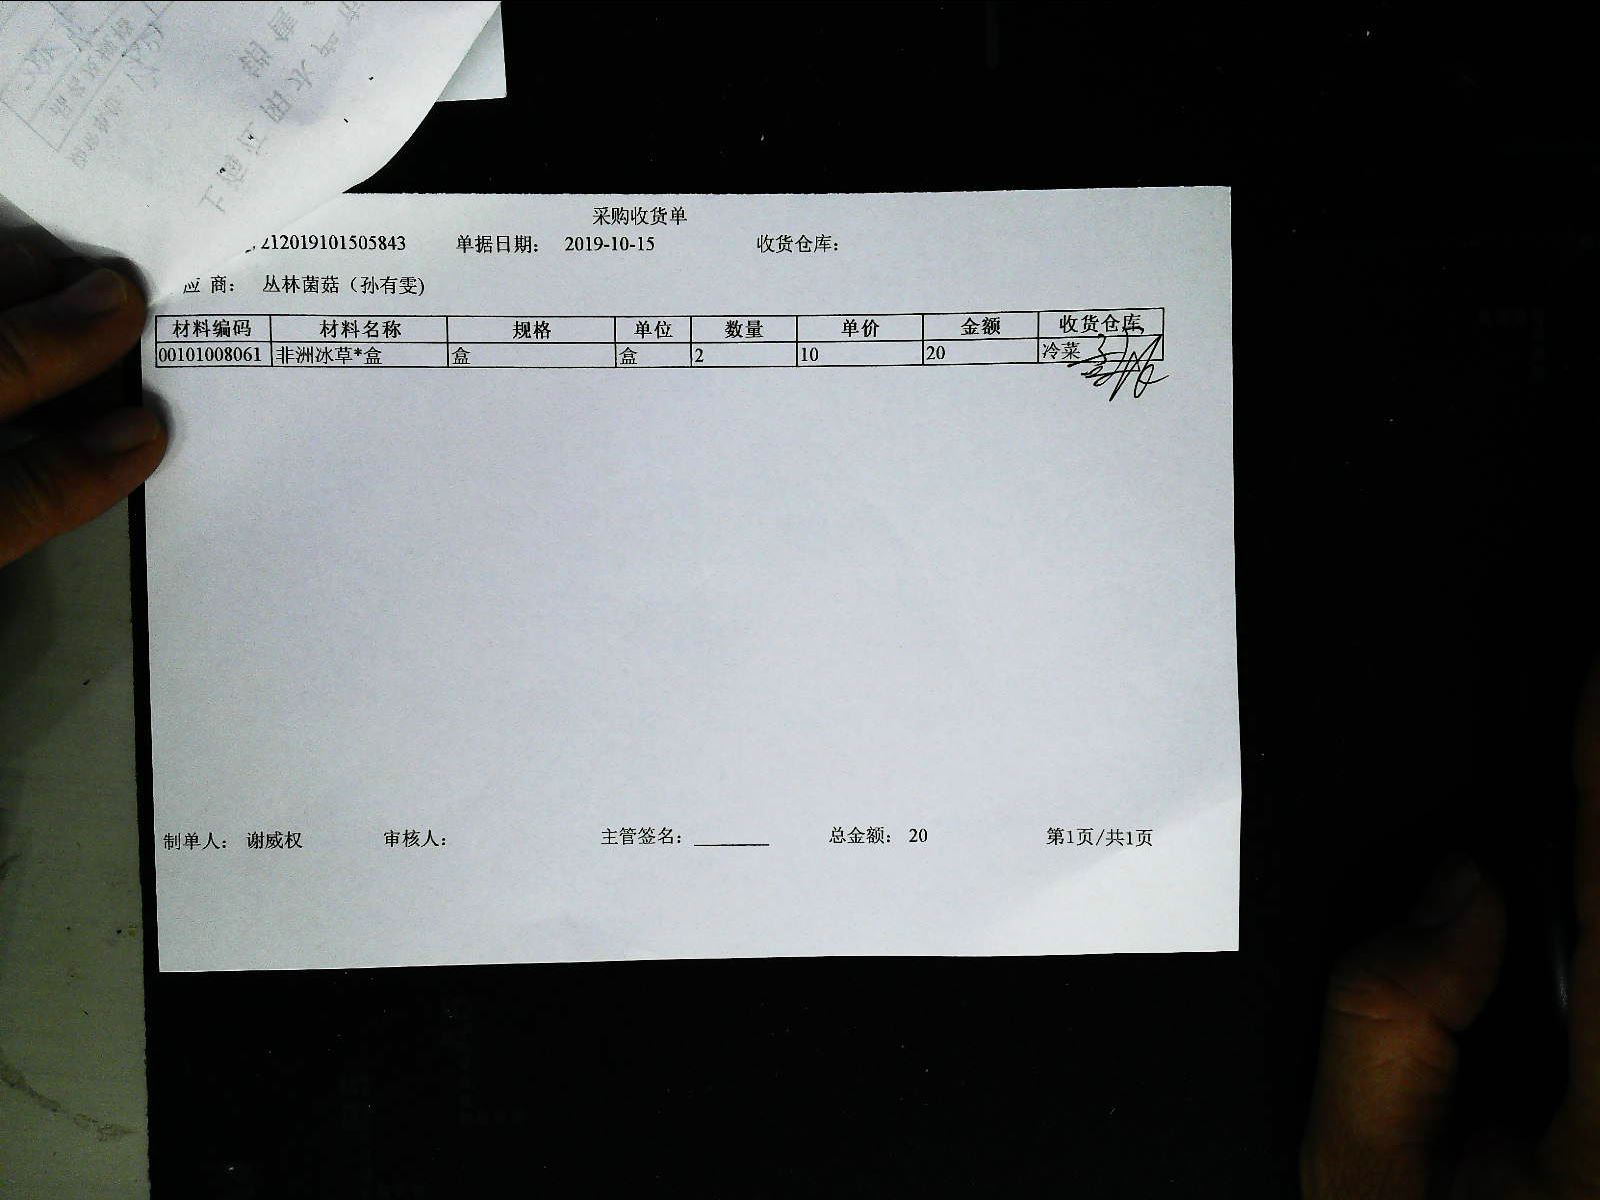 采购收货单
212019101505843 单据日期： 2019-10-15 收货仓库：
应 商： 丛林菌菇（孙有雯）
材料编码 材料名称 规格 单位 数量 单价 金额 收货仓库
00101008061 非洲冰草*盒 盒 盒 2 10 20 冷菜
制单人： 谢威权 审核人： 主管签名： ________ 总金额： 20 第1页/共1页